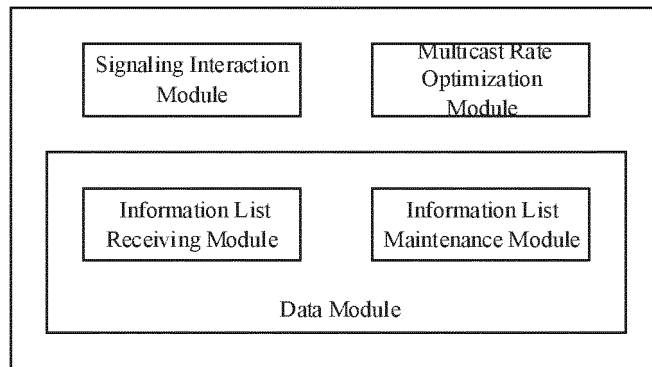 Signaling Interaction
Module
Multicast Rate
Optimization
Module
Information List
Receiving Module
Information List
Maintenance Module
Data Module